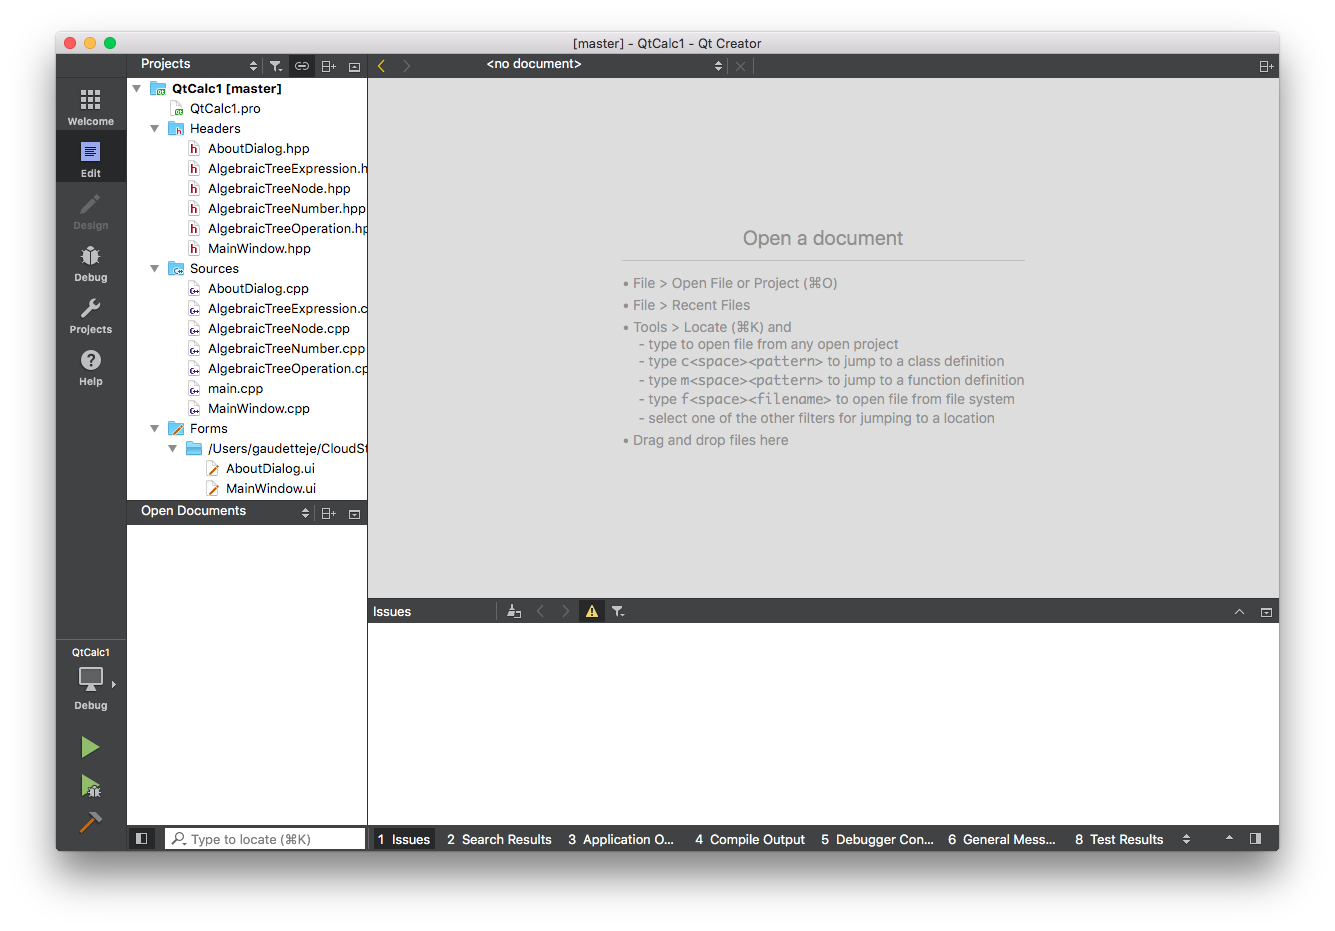 [master] - QtCalc1 - Qt Creator
Projects
<no document>
Welcome
Edit
Design
Debug
Projects
Help
QtCalc1 [master]
QtCalc1.pro
Headers
AboutDialog.hpp
AlgebraicTreeExpression.h
AlgebraicTreeNode.hpp
AlgebraicTreeNumber.hpp
AlgebraicTreeOperation.hp
MainWindow.hpp
Sources
AboutDialog.cpp
AlgebraicTreeExpression.c
AlgebraicTreeNode.cpp
AlgebraicTreeNumber.cpp
AlgebraicTreeOperation.cp
main.cpp
MainWindow.cpp
Forms
/Users/gaudetteje/CloudSt
AboutDialog.ui
MainWindow.ui
Open Documents
Open a document
• File > Open File or Project (⌘O)
• File > Recent Files
• Tools > Locate (⌘K) and
- type to open file from any open project
- type c<space><pattern> to jump to a class definition
- type m<space><pattern> to jump to a function definition
- type f<space><filename> to open file from file system
- select one of the other filters for jumping to a location
• Drag and drop files here
Issues
QtCalc1
Debug
Type to locate (⌘K)
1 Issues 2 Search Results 3 Application O... 4 Compile Output 5 Debugger Con... 6 General Mess... 8 Test Results